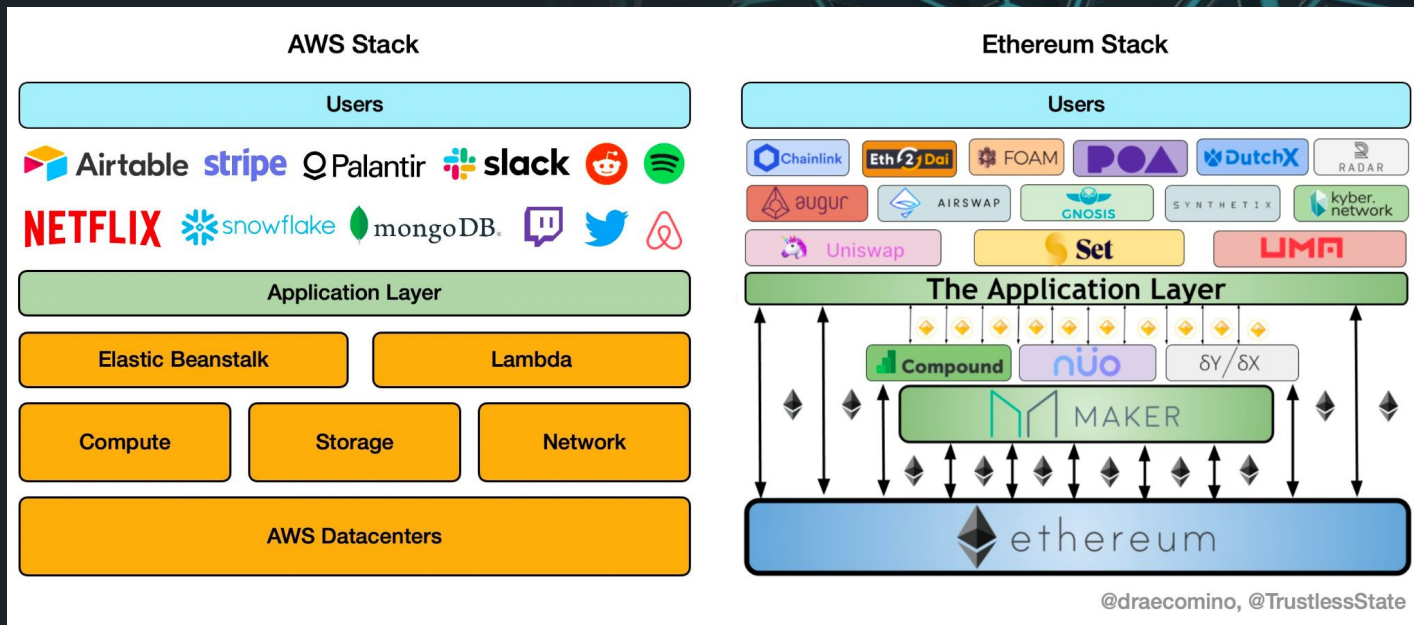 AWS Stack
Users
Airtable stripe Palantir slack
NETFLIX snowflake mongoDB.
Application Layer
Elastic Beanstalk Lambda
Compute Storage Network
AWS Datacenters
Ethereum Stack
Users
Chainlink Eth2Dai FOAM POA DutchX RADAR
augur AIRSWAP GNOSIS SYNTHETIX kyber.network
Uniswap Set UMA
The Application Layer
Compound nüo δY/δX
MAKER
ethereum
@draecomino, @TrustlessState